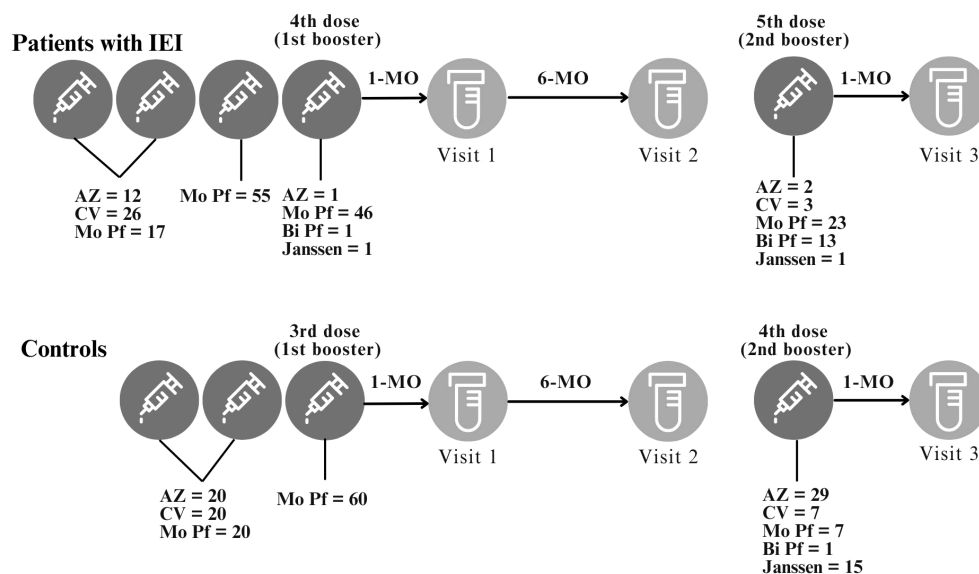 Patients with IEI
4th dose
(1st booster)
1-MO
6-MO
5th dose
(2nd booster)
1-MO
Visit 1
Visit 2
Visit 3
AZ = 12
CV = 26
Mo Pf = 17
Mo Pf = 55
AZ = 1
Mo Pf = 46
Bi Pf = 1
Janssen = 1
AZ = 2
CV = 3
Mo Pf = 23
Bi Pf = 13
Janssen = 1
Controls
3rd dose
(1st booster)
1-MO
6-MO
4th dose
(2nd booster)
1-MO
Visit 1
Visit 2
Visit 3
AZ = 20
CV = 20
Mo Pf = 20
Mo Pf = 60
AZ = 29
CV = 7
Mo Pf = 7
Bi Pf = 1
Janssen = 15